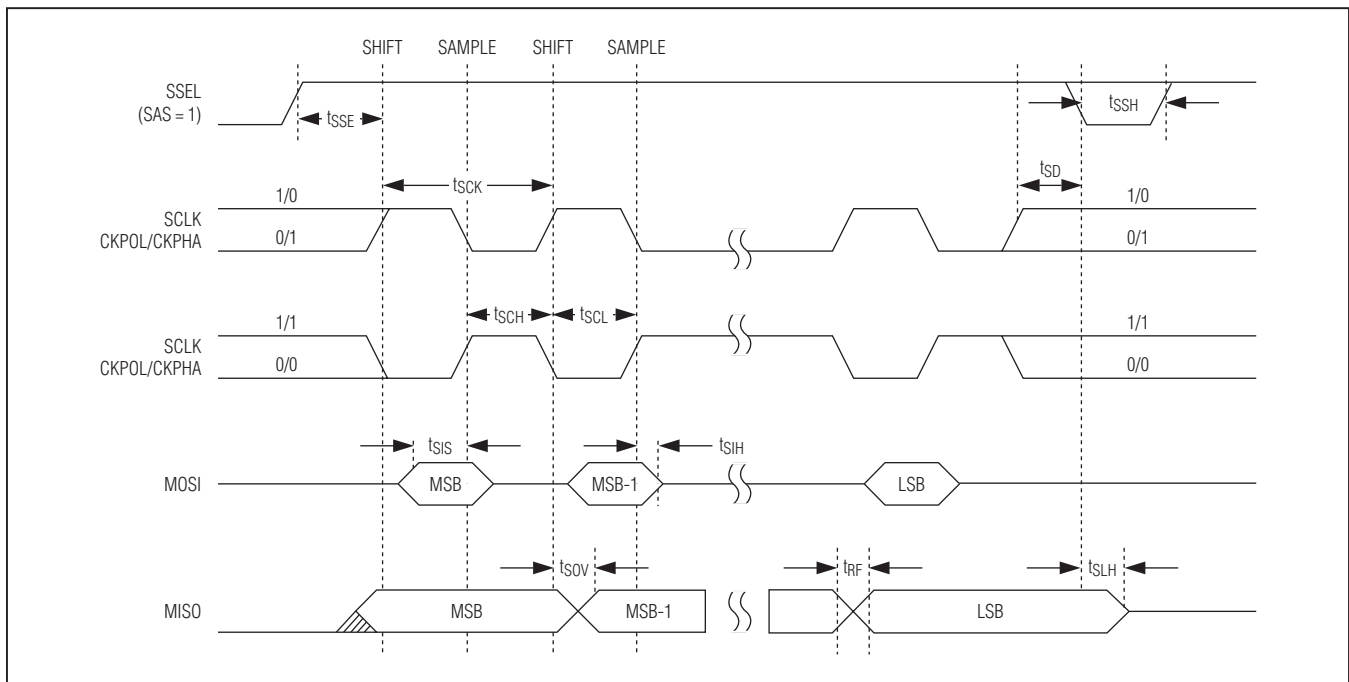 SHIFT SAMPLE SHIFT SAMPLE
SSEL
(SAS = 1)
tSSE
tSSH
tSCK
tSD
SCLK
CKPOL/CKPHA
1/0
0/1
1/0
0/1
tSCH
tSCL
SCLK
CKPOL/CKPHA
1/1
0/0
1/1
0/0
tSIS
tSIH
MOSI
MSB
MSB-1
LSB
tSOV
tRF
tSLH
MISO
MSB
MSB-1
LSB